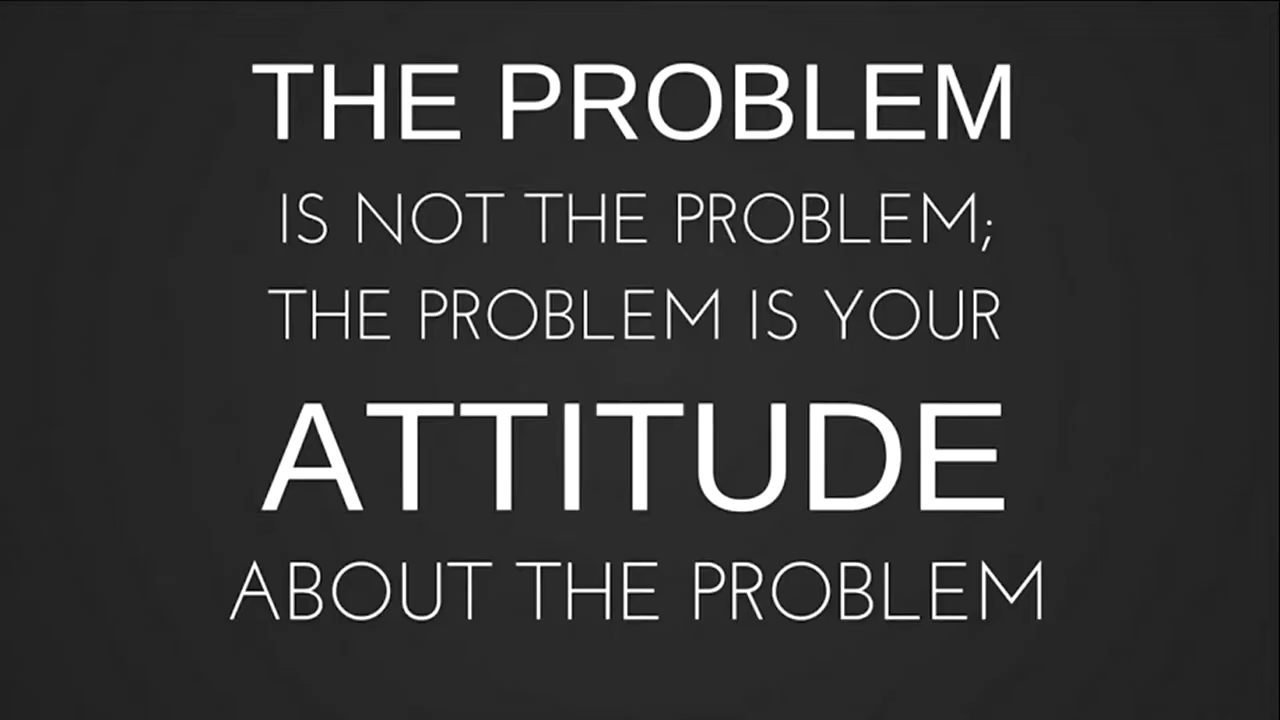 THE PROBLEM
IS NOT THE PROBLEM;
THE PROBLEM IS YOUR
ATTITUDE
ABOUT THE PROBLEM